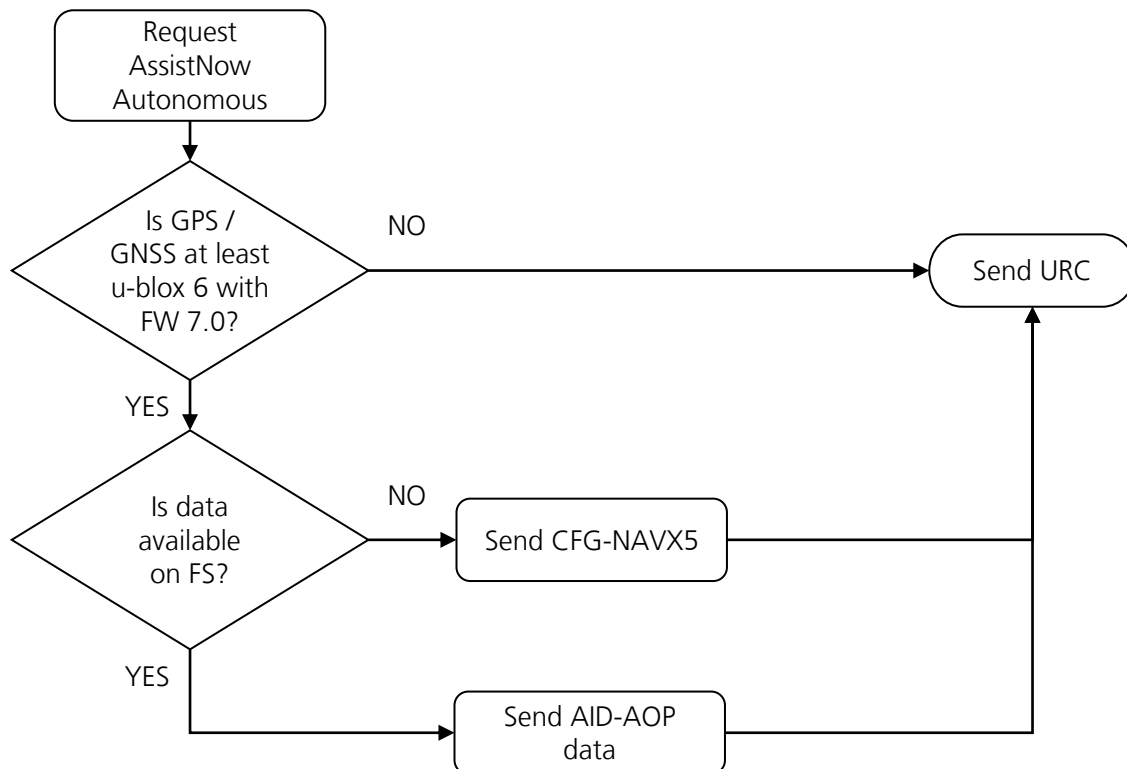 Request
AssistNow
Autonomous
Is GPS /
GNSS at least
u-blox 6 with
FW 7.0?
NO
Send URC
YES
Is data
available
on FS?
NO
Send CFG-NAVX5
YES
Send AID-AOP
data